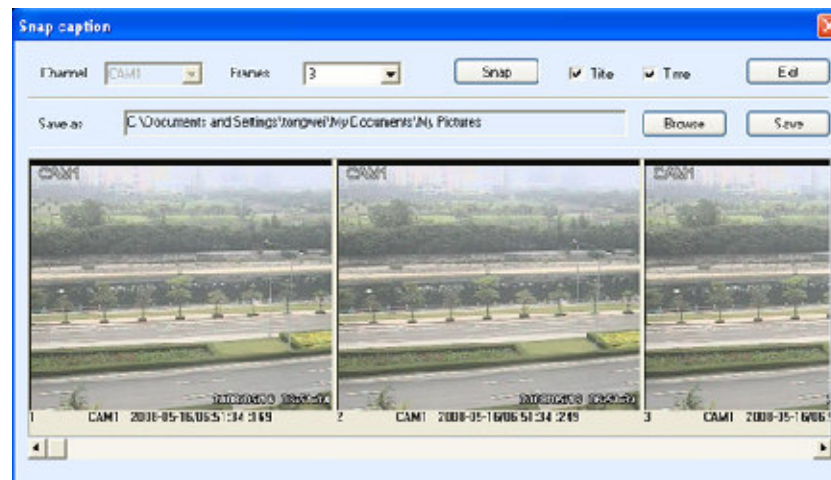 Snap caption
Channel CAM1 Frames 3 Snap Title Time Exit
Save as C:\Documents and Settings\tongwei\My Documents\My Pictures Browse Save
CAM1 CAM1 CAM1
1 CAM1 2008-05-16/06:51:34 :169 2 CAM1 2008-05-16/06:51:34 :249 3 CAM1